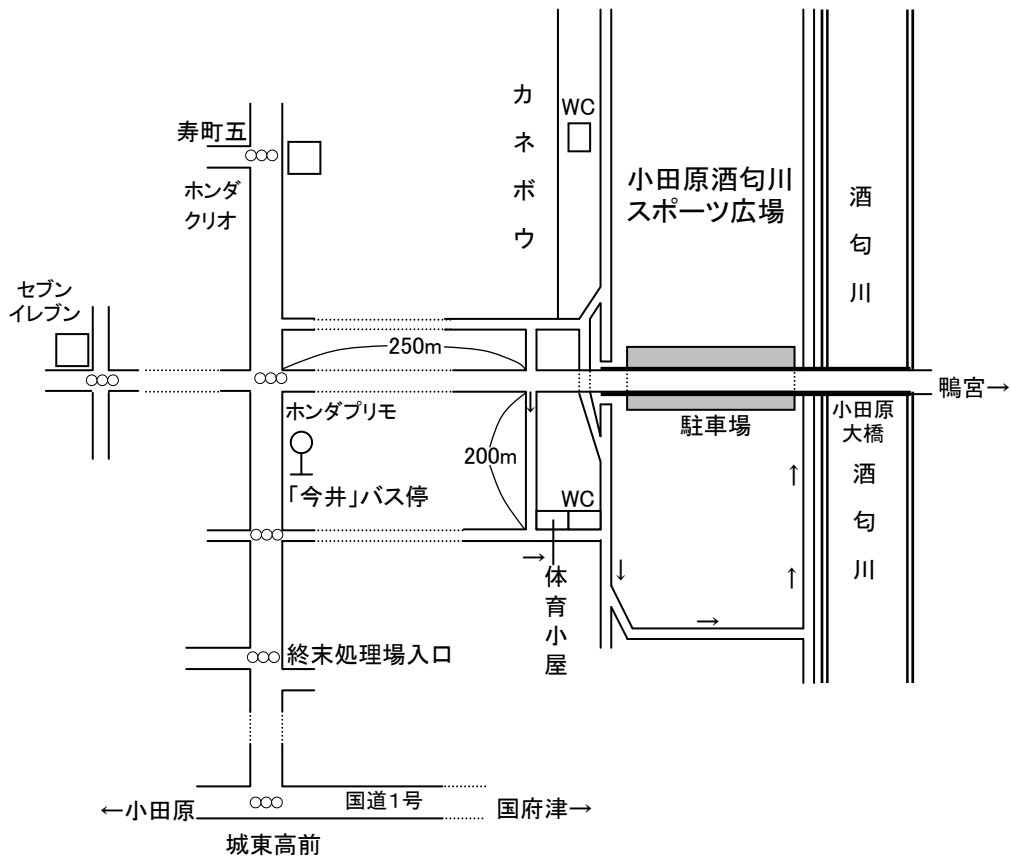 カネボウ
WC
寿町五
ホンダ
クリオ
小田原酒匂川
スポーツ広場
酒匂川
セブン
イレブン
250m
鴨宮→
ホンダプリモ
駐車場
小田原
大橋
↓
200m
「今井」バス停
WC
↑
酒匂川
→
体育小屋
↓
↑
→
終末処理場入口
←小田原
国道1号
国府津→
城東高前